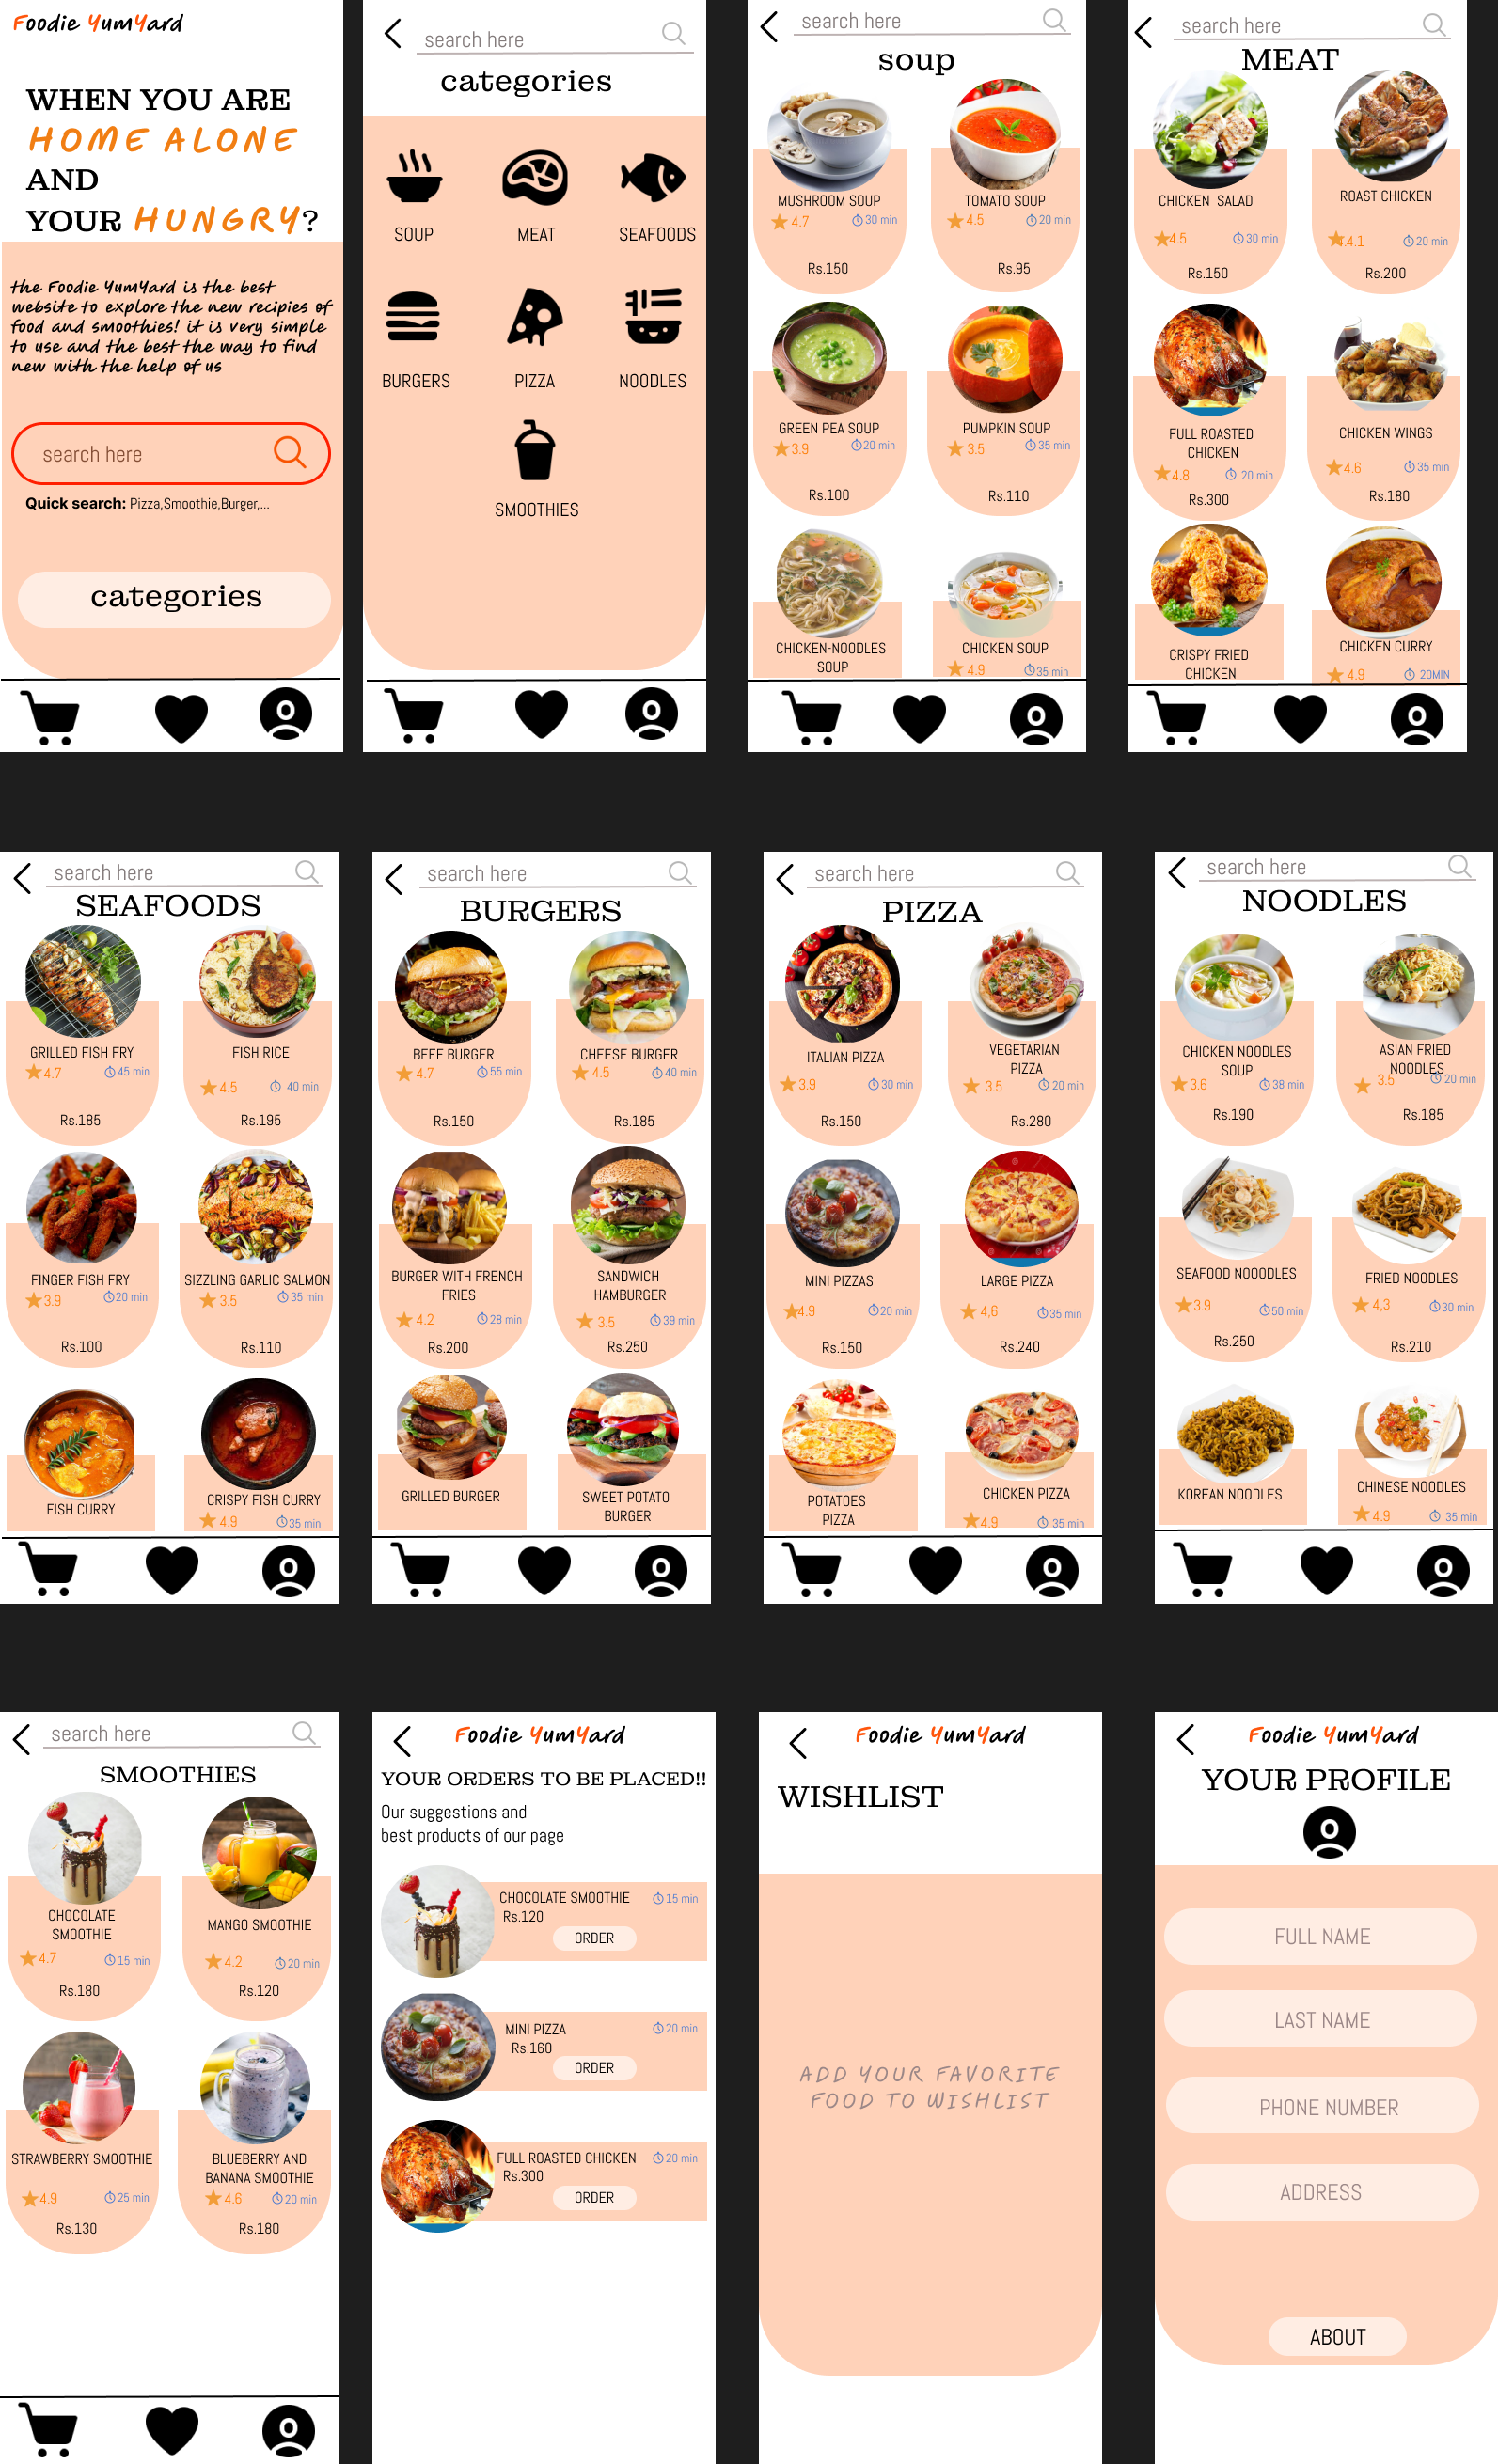 Foodie YumYard
WHEN YOU ARE
HOME ALONE
AND
YOUR HUNGRY?
the Foodie YumYard is the best
website to explore the new recipies of
food and smoothies! it is very simple
to use and the best the way to find
new with the help of us
search here
Quick search: Pizza,Smoothie,Burger,...
categories
search here
categories
SOUP MEAT SEAFOODS
BURGERS PIZZA NOODLES
SMOOTHIES
search here
soup
MUSHROOM SOUP TOMATO SOUP
4.7 30 min 4.5 20 min
Rs.150 Rs.95
GREEN PEA SOUP PUMPKIN SOUP
3.9 20 min 3.5 35 min
Rs.100 Rs.110
CHICKEN-NOODLES
SOUP
CHICKEN SOUP
4.9 35 min
search here
MEAT
CHICKEN SALAD ROAST CHICKEN
4.5 30 min 4.1 20 min
Rs.150 Rs.200
FULL ROASTED
CHICKEN
4.8 20 min
Rs.300
CHICKEN WINGS
4.6 35 min
Rs.180
CRISPY FRIED
CHICKEN
CHICKEN CURRY
4.9 20MIN
search here
SEAFOODS
GRILLED FISH FRY FISH RICE
4.7 45 min 4.5 40 min
Rs.185 Rs.195
FINGER FISH FRY SIZZLING GARLIC SALMON
3.9 20 min 3.5 35 min
Rs.100 Rs.110
FISH CURRY CRISPY FISH CURRY
4.9 35 min
search here
BURGERS
BEEF BURGER CHEESE BURGER
4.7 55 min 4.5 40 min
Rs.150 Rs.185
BURGER WITH FRENCH
FRIES
4.2 28 min
Rs.200
SANDWICH
HAMBURGER
3.5 39 min
Rs.250
GRILLED BURGER
SWEET POTATO
BURGER
search here
PIZZA
ITALIAN PIZZA
3.9 30 min
Rs.150
VEGETARIAN
PIZZA
3.5 20 min
Rs.280
MINI PIZZAS LARGE PIZZA
4.9 20 min 4,6 35 min
Rs.150 Rs.240
POTATOES
PIZZA
CHICKEN PIZZA
4.9 35 min
search here
NOODLES
CHICKEN NOODLES
SOUP
3.6 38 min
Rs.190
ASIAN FRIED
NOODLES
3.5 20 min
Rs.185
SEAFOOD NOOODLES FRIED NOODLES
3.9 50 min 4,3 30 min
Rs.250 Rs.210
KOREAN NOODLES CHINESE NOODLES
4.9 35 min
search here
SMOOTHIES
CHOCOLATE
SMOOTHIE
4.7 15 min
Rs.180
MANGO SMOOTHIE
4.2 20 min
Rs.120
STRAWBERRY SMOOTHIE
4.9 25 min
Rs.130
BLUEBERRY AND
BANANA SMOOTHIE
4.6 20 min
Rs.180
Foodie YumYard
YOUR ORDERS TO BE PLACED!!
Our suggestions and
best products of our page
CHOCOLATE SMOOTHIE 15 min
Rs.120
ORDER
MINI PIZZA 20 min
Rs.160
ORDER
FULL ROASTED CHICKEN 20 min
Rs.300
ORDER
Foodie YumYard
WISHLIST
ADD YOUR FAVORITE
FOOD TO WISHLIST
Foodie YumYard
YOUR PROFILE
FULL NAME
LAST NAME
PHONE NUMBER
ADDRESS
ABOUT